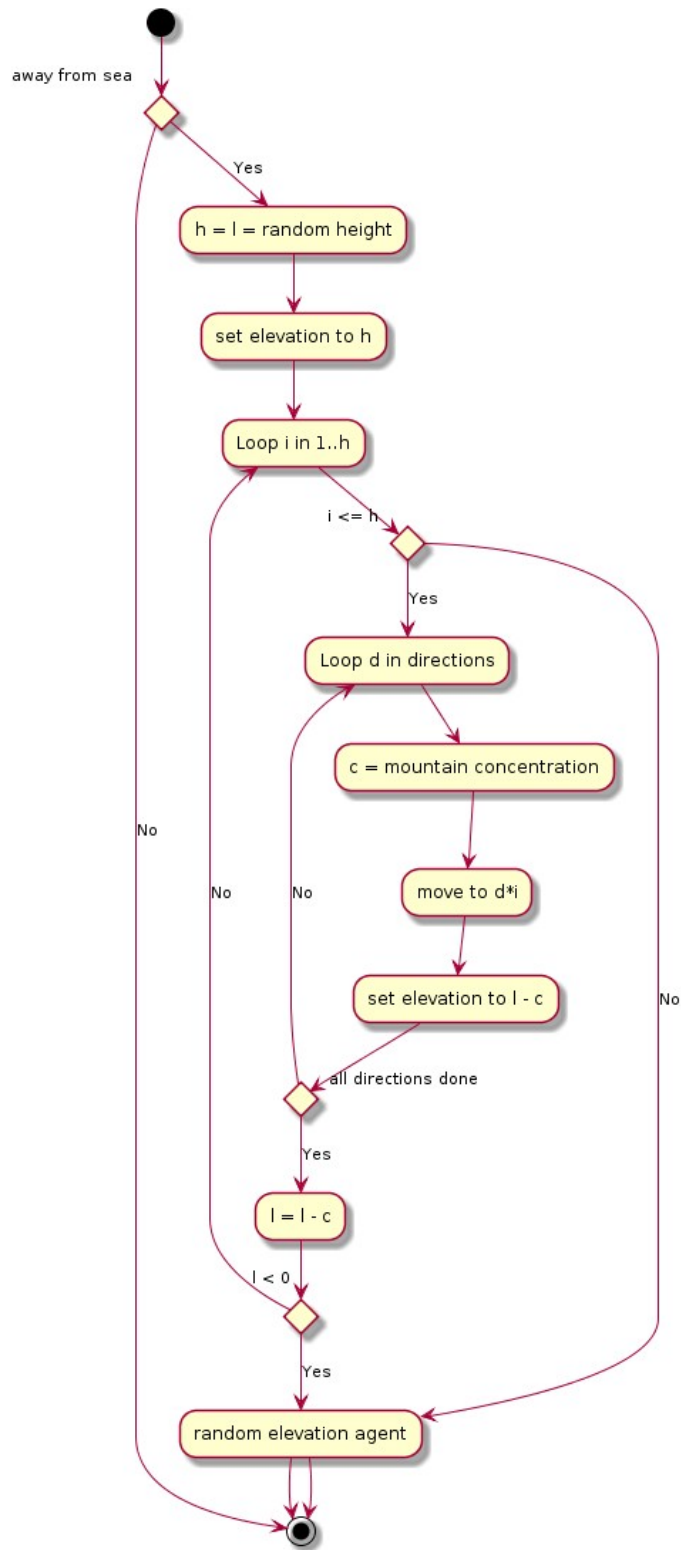 away from sea
Yes
h = l = random height
set elevation to h
Loop i in 1..h
i <= h
Yes
Loop d in directions
c = mountain concentration
No
move to d*i
No
No
set elevation to l - c
No
all directions done
Yes
l = l - c
l < 0
Yes
random elevation agent